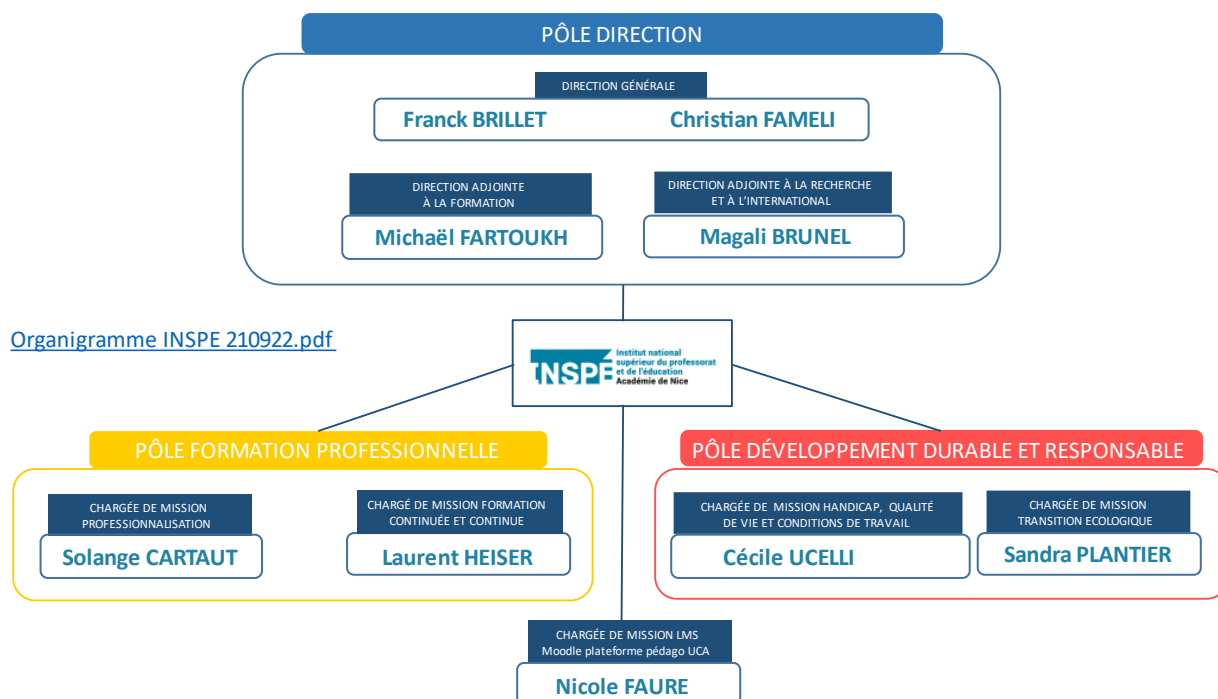 PÔLE DIRECTION
DIRECTION GÉNÉRALE
Franck BRILLET Christian FAMELI
DIRECTION ADJOINTE
À LA FORMATION
Michaël FARTOUKH
DIRECTION ADJOINTE À LA RECHERCHE
ET À L'INTERNATIONAL
Magali BRUNEL
Organigramme INSPE 210922.pdf
INSPÉ
Institut national
supérieur du professorat
et de l'éducation
Académie de Nice
PÔLE FORMATION PROFESSIONNELLE
CHARGÉE DE MISSION
PROFESSIONNALISATION
Solange CARTAUT
CHARGÉ DE MISSION FORMATION
CONTINUÉE ET CONTINUE
Laurent HEISER
PÔLE DÉVELOPPEMENT DURABLE ET RESPONSABLE
CHARGÉE DE MISSION HANDICAP, QUALITÉ
DE VIE ET CONDITIONS DE TRAVAIL
Cécile UCELLI
CHARGÉE DE MISSION
TRANSITION ECOLOGIQUE
Sandra PLANTIER
CHARGÉE DE MISSION LMS
Moodle plateforme pédago UCA
Nicole FAURE